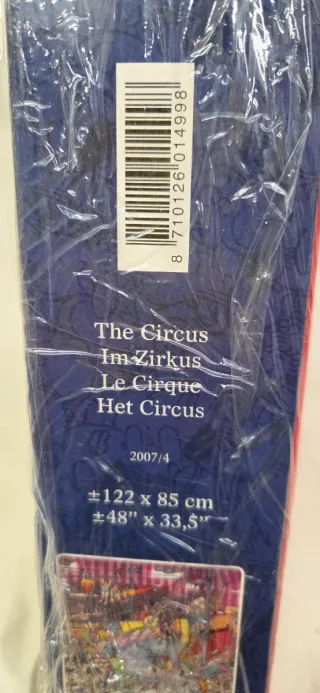 8 710126 014998
The Circus
Im Zirkus
Le Cirque
Het Circus
2007/4
±122 x 85 cm
±48” x 33,5”